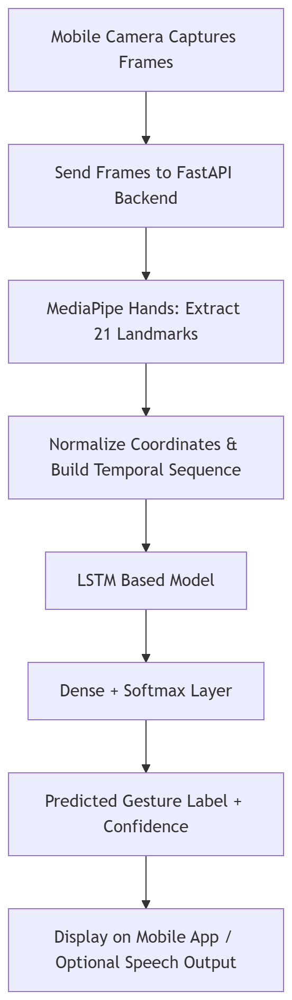 Mobile Camera Captures
Frames
Send Frames to FastAPI
Backend
MediaPipe Hands: Extract
21 Landmarks
Normalize Coordinates &
Build Temporal Sequence
LSTM Based Model
Dense + Softmax Layer
Predicted Gesture Label +
Confidence
Display on Mobile App /
Optional Speech Output